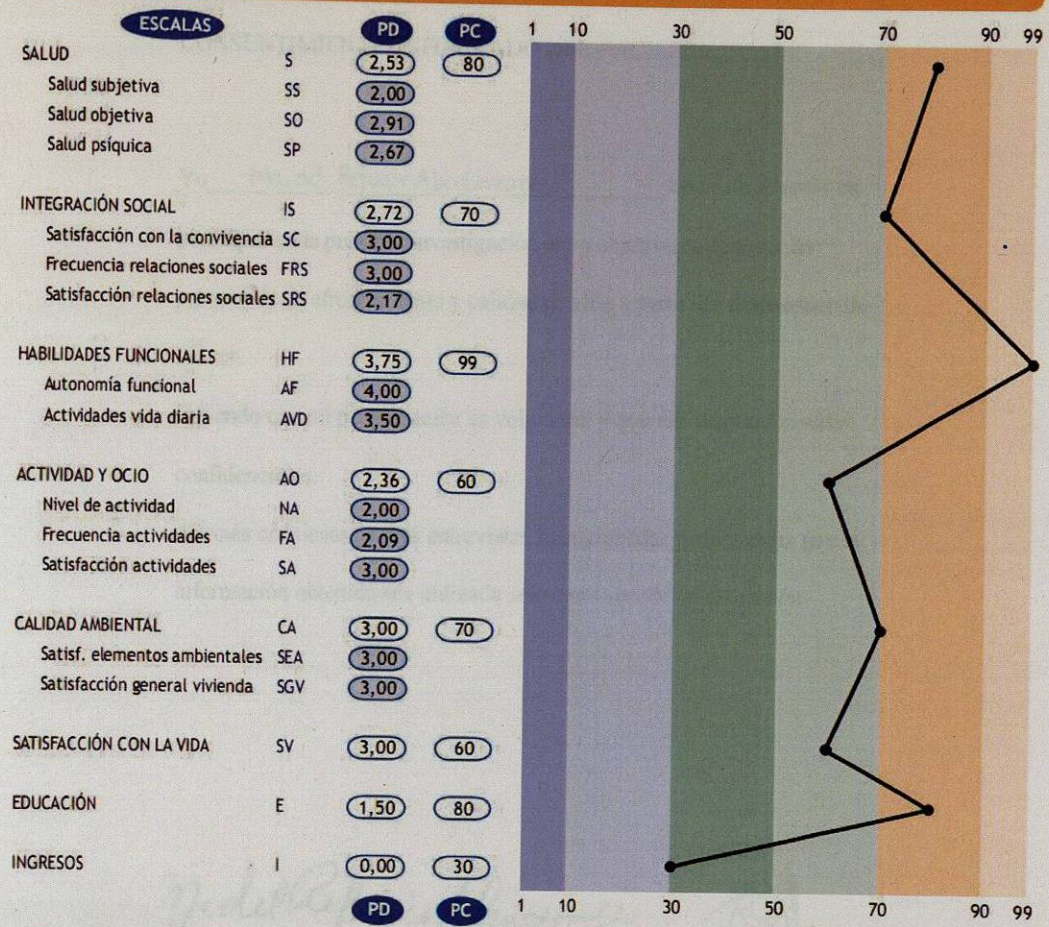 ESCALAS PD PC 1 10 30 50 70 90 99
SALUD S 2,53 80
Salud subjetiva SS 2,00
Salud objetiva SO 2,91
Salud psíquica SP 2,67
INTEGRACIÓN SOCIAL IS 2,72 70
Satisfacción con la convivencia SC 3,00
Frecuencia relaciones sociales FRS 3,00
Satisfacción relaciones sociales SRS 2,17
HABILIDADES FUNCIONALES HF 3,75 99
Autonomía funcional AF 4,00
Actividades vida diaria AVD 3,50
ACTIVIDAD Y OCIO AO 2,36 60
Nivel de actividad NA 2,00
Frecuencia actividades FA 2,09
Satisfacción actividades SA 3,00
CALIDAD AMBIENTAL CA 3,00 70
Satisf. elementos ambientales SEA 3,00
Satisfacción general vivienda SGV 3,00
SATISFACCIÓN CON LA VIDA SV 3,00 60
EDUCACIÓN E 1,50 80
INGRESOS I 0,00 30
PD PC 1 10 30 50 70 90 99